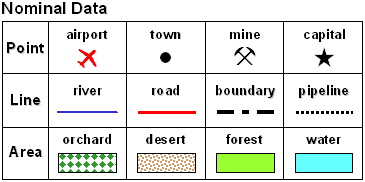 Nominal Data
Point airport town mine capital
Line river road boundary pipeline
Area orchard desert forest water